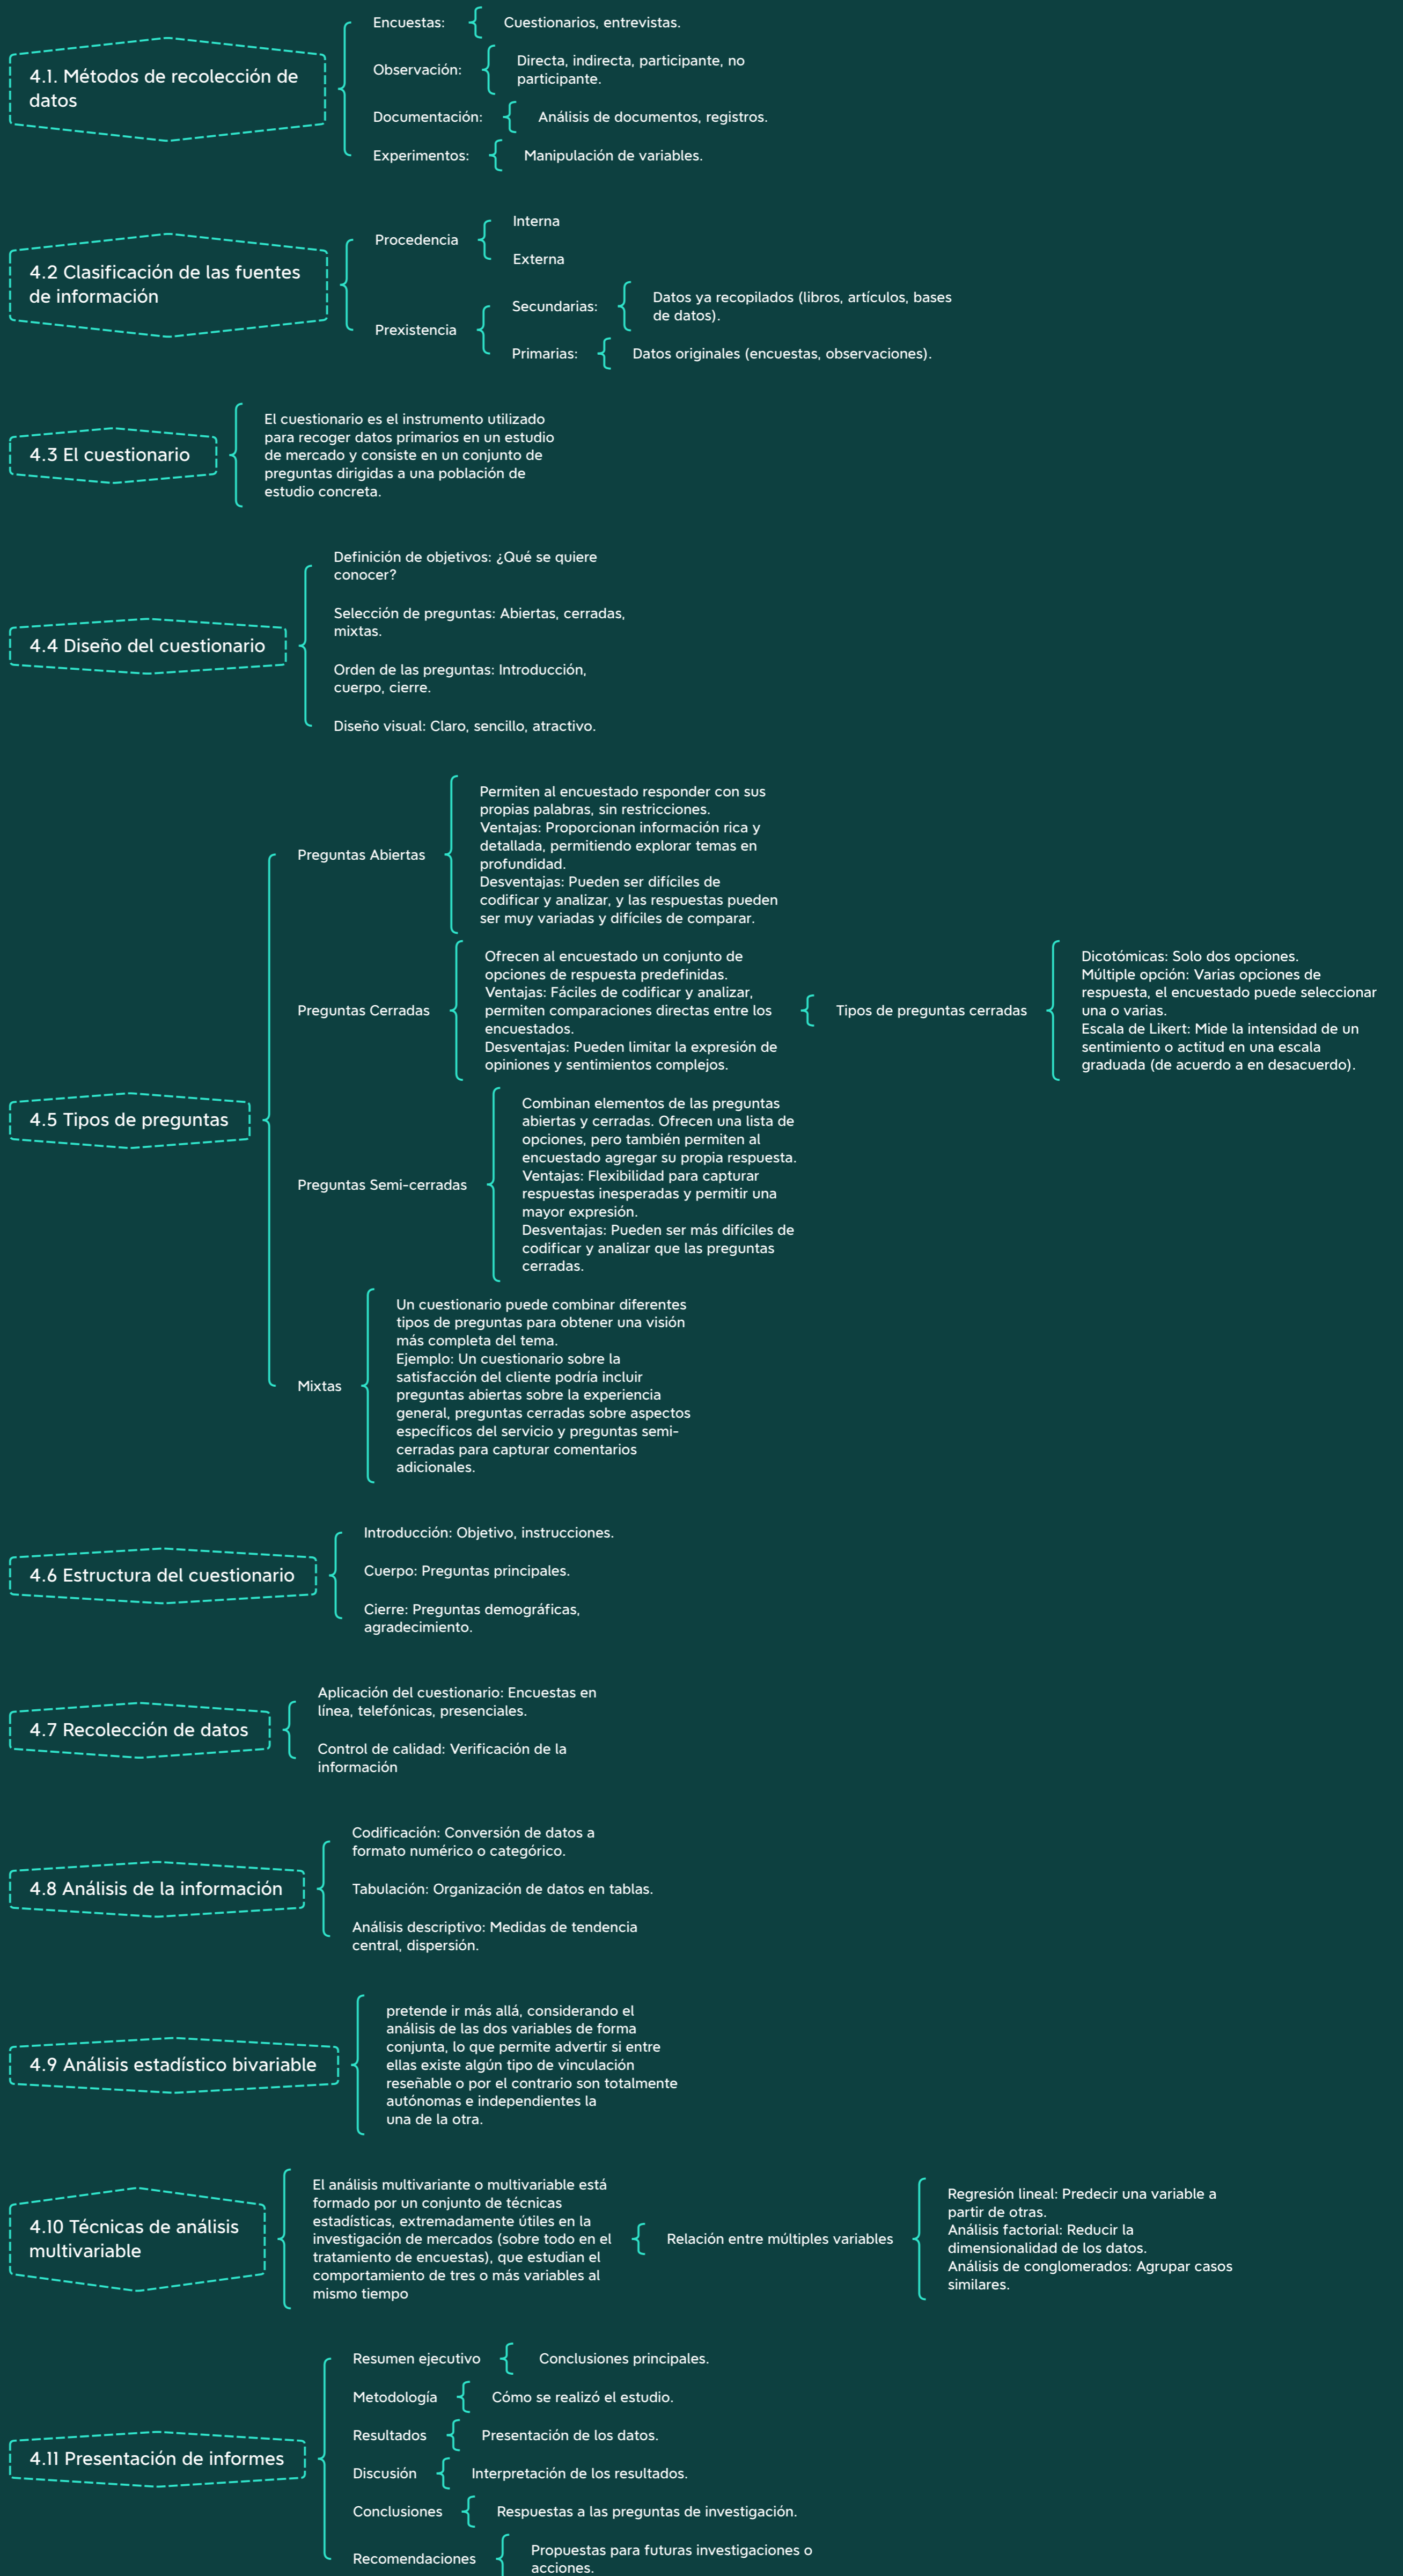 4.1. Métodos de recolección de
datos
Encuestas:
Cuestionarios, entrevistas.
Observación:
Directa, indirecta, participante, no
participante.
Documentación:
Análisis de documentos, registros.
Experimentos:
Manipulación de variables.
4.2 Clasificación de las fuentes
de información
Procedencia
Interna
Externa
Prexistencia
Secundarias:
Datos ya recopilados (libros, artículos, bases
de datos).
Primarias:
Datos originales (encuestas, observaciones).
4.3 El cuestionario
El cuestionario es el instrumento utilizado
para recoger datos primarios en un estudio
de mercado y consiste en un conjunto de
preguntas dirigidas a una población de
estudio concreta.
4.4 Diseño del cuestionario
Definición de objetivos: ¿Qué se quiere
conocer?
Selección de preguntas: Abiertas, cerradas,
mixtas.
Orden de las preguntas: Introducción,
cuerpo, cierre.
Diseño visual: Claro, sencillo, atractivo.
4.5 Tipos de preguntas
Preguntas Abiertas
Permiten al encuestado responder con sus
propias palabras, sin restricciones.
Ventajas: Proporcionan información rica y
detallada, permitiendo explorar temas en
profundidad.
Desventajas: Pueden ser difíciles de
codificar y analizar, y las respuestas pueden
ser muy variadas y difíciles de comparar.
Preguntas Cerradas
Ofrecen al encuestado un conjunto de
opciones de respuesta predefinidas.
Ventajas: Fáciles de codificar y analizar,
permiten comparaciones directas entre los
encuestados.
Desventajas: Pueden limitar la expresión de
opiniones y sentimientos complejos.
Tipos de preguntas cerradas
Dicotómicas: Solo dos opciones.
Múltiple opción: Varias opciones de
respuesta, el encuestado puede seleccionar
una o varias.
Escala de Likert: Mide la intensidad de un
sentimiento o actitud en una escala
graduada (de acuerdo a en desacuerdo).
Preguntas Semi-cerradas
Combinan elementos de las preguntas
abiertas y cerradas. Ofrecen una lista de
opciones, pero también permiten al
encuestado agregar su propia respuesta.
Ventajas: Flexibilidad para capturar
respuestas inesperadas y permitir una
mayor expresión.
Desventajas: Pueden ser más difíciles de
codificar y analizar que las preguntas
cerradas.
Mixtas
Un cuestionario puede combinar diferentes
tipos de preguntas para obtener una visión
más completa del tema.
Ejemplo: Un cuestionario sobre la
satisfacción del cliente podría incluir
preguntas abiertas sobre la experiencia
general, preguntas cerradas sobre aspectos
específicos del servicio y preguntas semi-
cerradas para capturar comentarios
adicionales.
4.6 Estructura del cuestionario
Introducción: Objetivo, instrucciones.
Cuerpo: Preguntas principales.
Cierre: Preguntas demográficas,
agradecimiento.
4.7 Recolección de datos
Aplicación del cuestionario: Encuestas en
línea, telefónicas, presenciales.
Control de calidad: Verificación de la
información
4.8 Análisis de la información
Codificación: Conversión de datos a
formato numérico o categórico.
Tabulación: Organización de datos en tablas.
Análisis descriptivo: Medidas de tendencia
central, dispersión.
4.9 Análisis estadístico bivariable
pretende ir más allá, considerando el
análisis de las dos variables de forma
conjunta, lo que permite advertir si entre
ellas existe algún tipo de vinculación
reseñable o por el contrario son totalmente
autónomas e independientes la
una de la otra.
4.10 Técnicas de análisis
multivariable
El análisis multivariante o multivariable está
formado por un conjunto de técnicas
estadísticas, extremadamente útiles en la
investigación de mercados (sobre todo en el
tratamiento de encuestas), que estudian el
comportamiento de tres o más variables al
mismo tiempo
Relación entre múltiples variables
Regresión lineal: Predecir una variable a
partir de otras.
Análisis factorial: Reducir la
dimensionalidad de los datos.
Análisis de conglomerados: Agrupar casos
similares.
4.11 Presentación de informes
Resumen ejecutivo
Conclusiones principales.
Metodología
Cómo se realizó el estudio.
Resultados
Presentación de los datos.
Discusión
Interpretación de los resultados.
Conclusiones
Respuestas a las preguntas de investigación.
Recomendaciones
Propuestas para futuras investigaciones o
acciones.